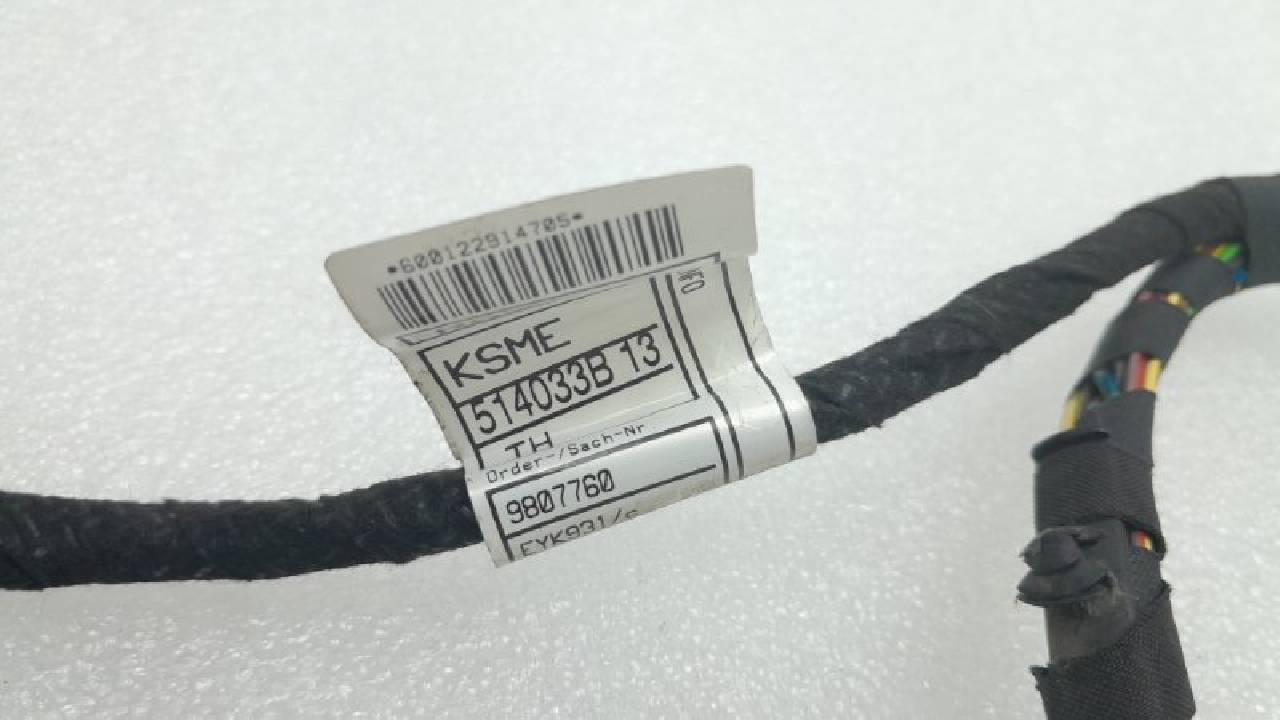 *600122914705*
KSME
514033B 13
TH
Order-/Sach-Nr
9807760